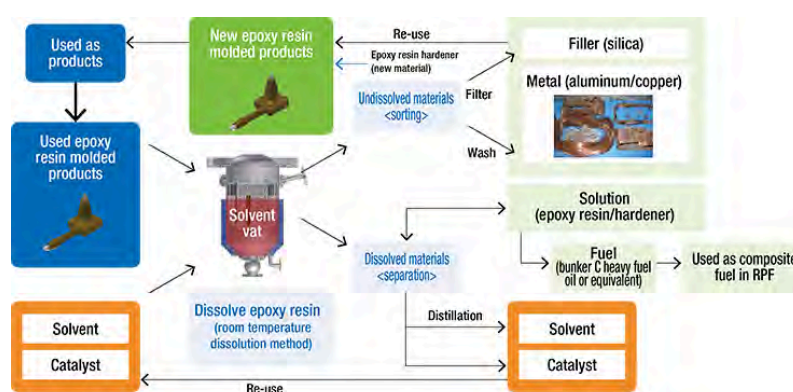 Used as
products
New epoxy resin
molded products
Re-use
Epoxy resin hardener
(new material)
Filler (silica)
Metal (aluminum/copper)
Undissolved materials
<sorting>
Filter
Wash
Used epoxy
resin molded
products
Solvent
vat
Solution
(epoxy resin/hardener)
Dissolved materials
<separation>
Fuel
(bunker C heavy fuel
oil or equivalent)
Used as composite
fuel in RPF
Dissolve epoxy resin
(room temperature
dissolution method)
Solvent
Catalyst
Distillation
Solvent
Catalyst
Re-use